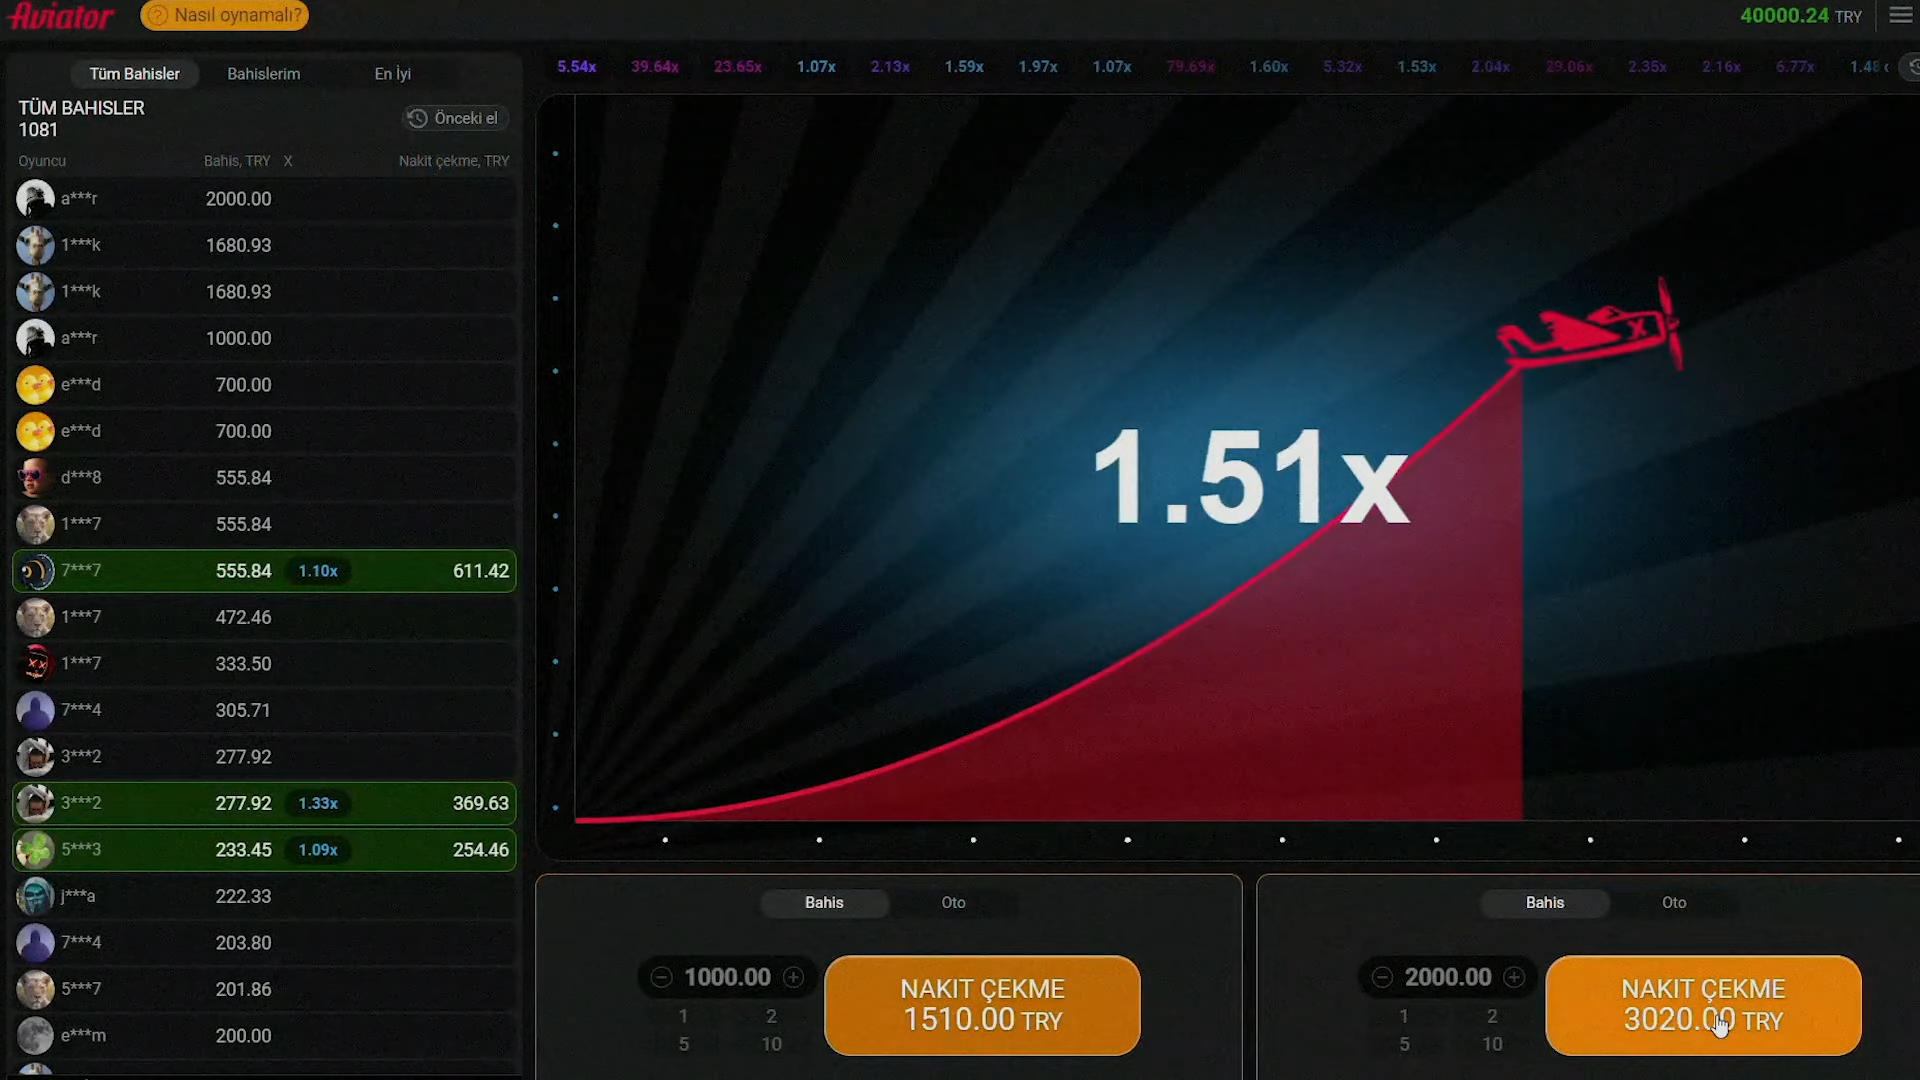 Aviator
? Nasıl oynamalı?
40000.24 TRY
Tüm Bahisler Bahislerim En İyi
5.54x 39.64x 23.65x 1.07x 2.13x 1.59x 1.97x 1.07x 79.69x 1.60x 5.32x 1.53x 2.04x 29.06x 2.35x 2.16x 6.77x 1.48
TÜM BAHISLER
1081
Önceki el
Oyuncu Bahis, TRY X Nakit çekme, TRY
a***r 2000.00
1***k 1680.93
1***k 1680.93
a***r 1000.00
e***d 700.00
e***d 700.00
d***8 555.84
1***7 555.84
7***7 555.84 1.10x 611.42
1***7 472.46
1***7 333.50
7***4 305.71
3***2 277.92
3***2 277.92 1.33x 369.63
5***3 233.45 1.09x 254.46
j***a 222.33
7***4 203.80
5***7 201.86
e***m 200.00
1.51x
Bahis Oto
1000.00
1 2
5 10
NAKIT ÇEKME
1510.00 TRY
Bahis Oto
2000.00
1 2
5 10
NAKIT ÇEKME
3020.00 TRY